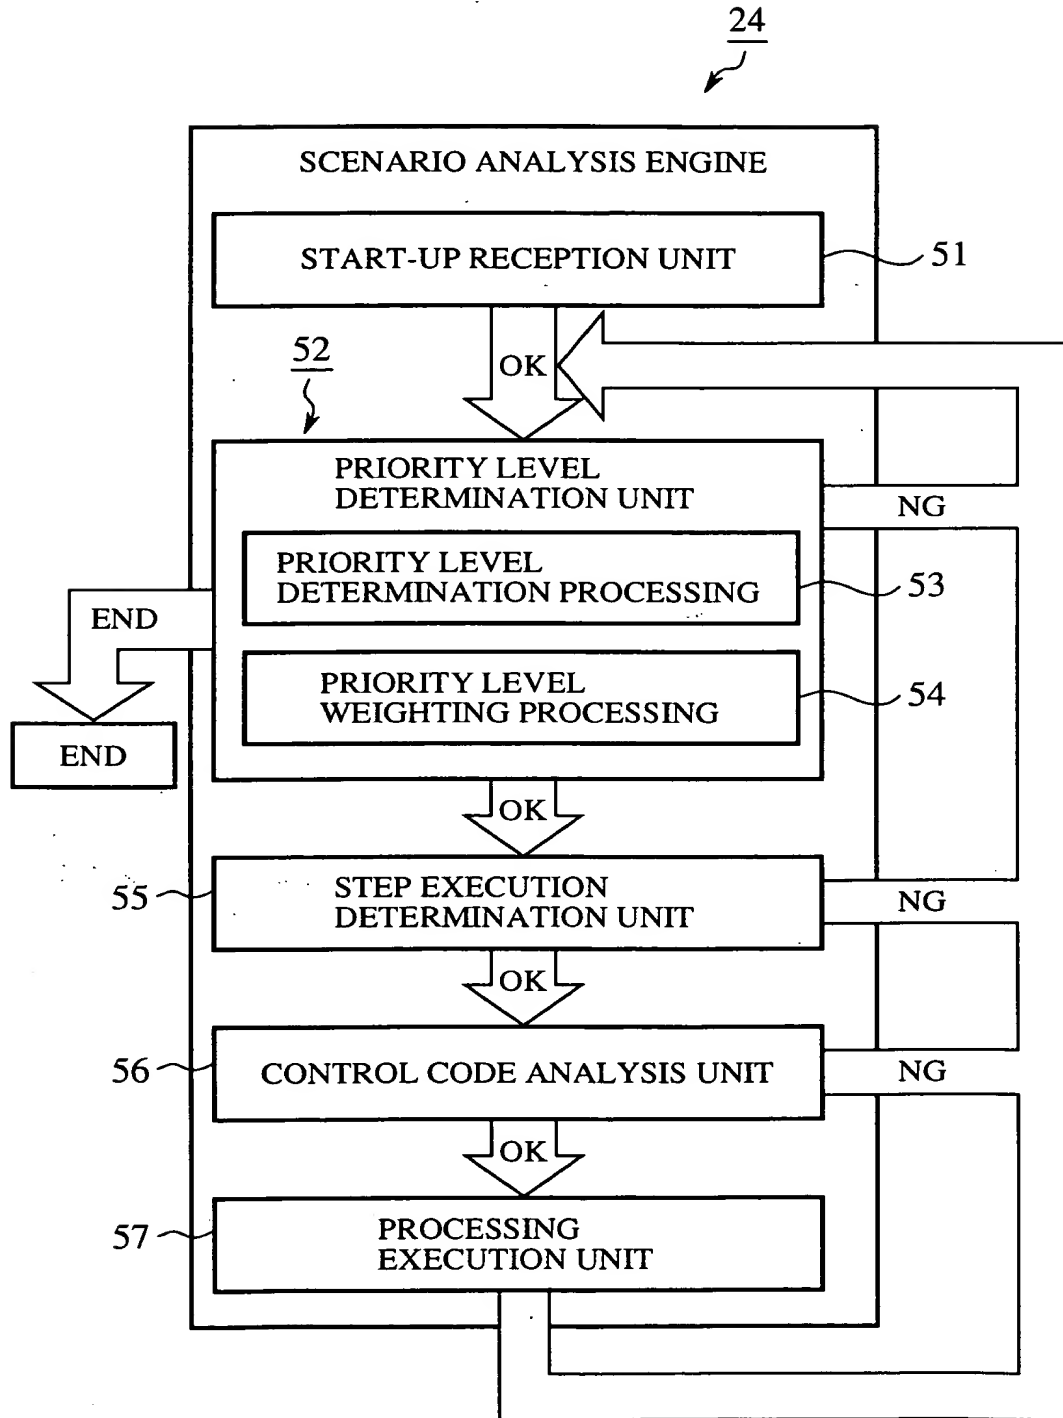 24
SCENARIO ANALYSIS ENGINE
START-UP RECEPTION UNIT
51
OK
52
PRIORITY LEVEL
DETERMINATION UNIT
NG
PRIORITY LEVEL
DETERMINATION PROCESSING
53
END
PRIORITY LEVEL
WEIGHTING PROCESSING
54
END
OK
55
STEP EXECUTION
DETERMINATION UNIT
NG
OK
56
CONTROL CODE ANALYSIS UNIT
NG
OK
57
PROCESSING
EXECUTION UNIT